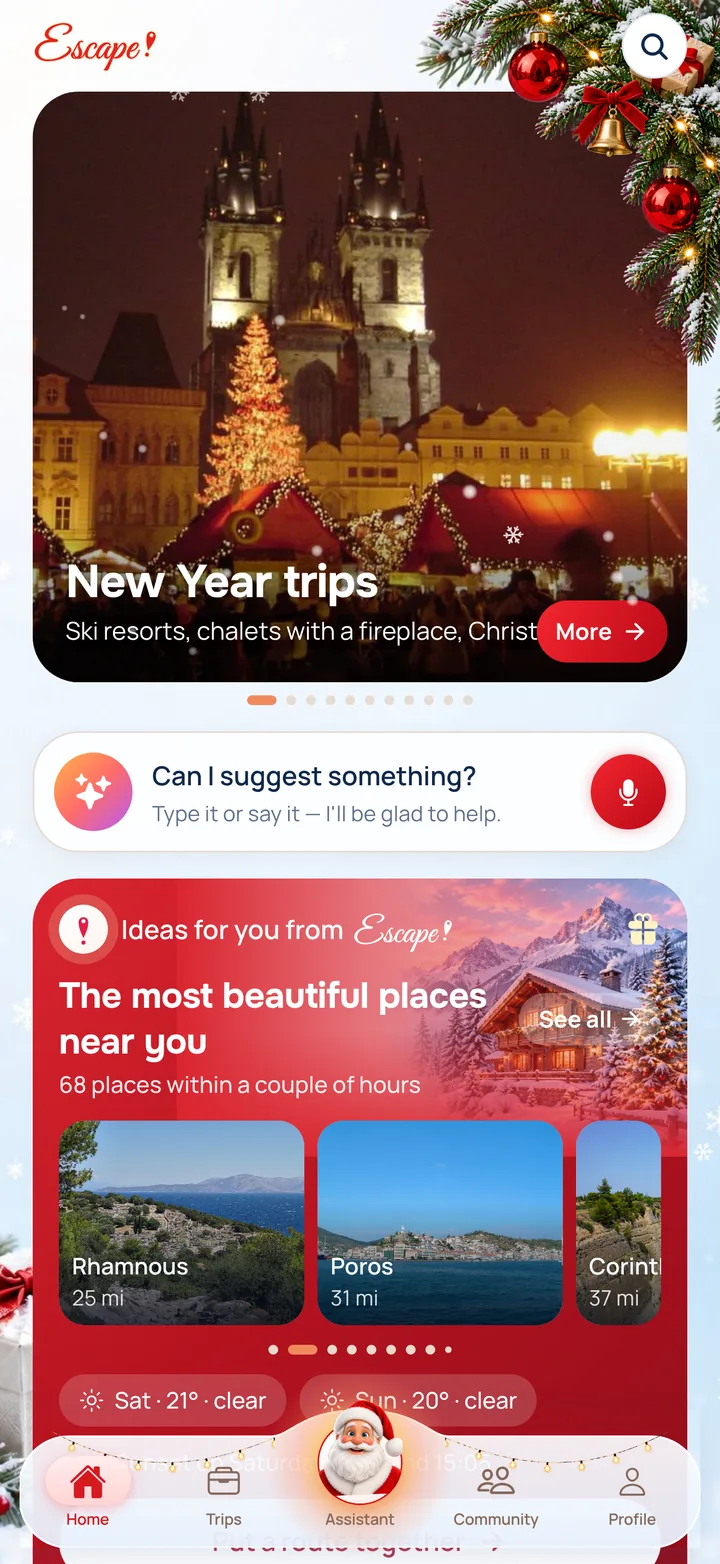 Escape!
New Year trips
Ski resorts, chalets with a fireplace, Christ
More →
Can I suggest something?
Type it or say it — I'll be glad to help.
Ideas for you from Escape!
The most beautiful places
near you
See all →
68 places within a couple of hours
Rhamnous
25 mi
Poros
31 mi
Corint
37 mi
Sat · 21° · clear
Sun · 20° · clear
Home
Trips
Assistant
Community
Profile
Put a route together →